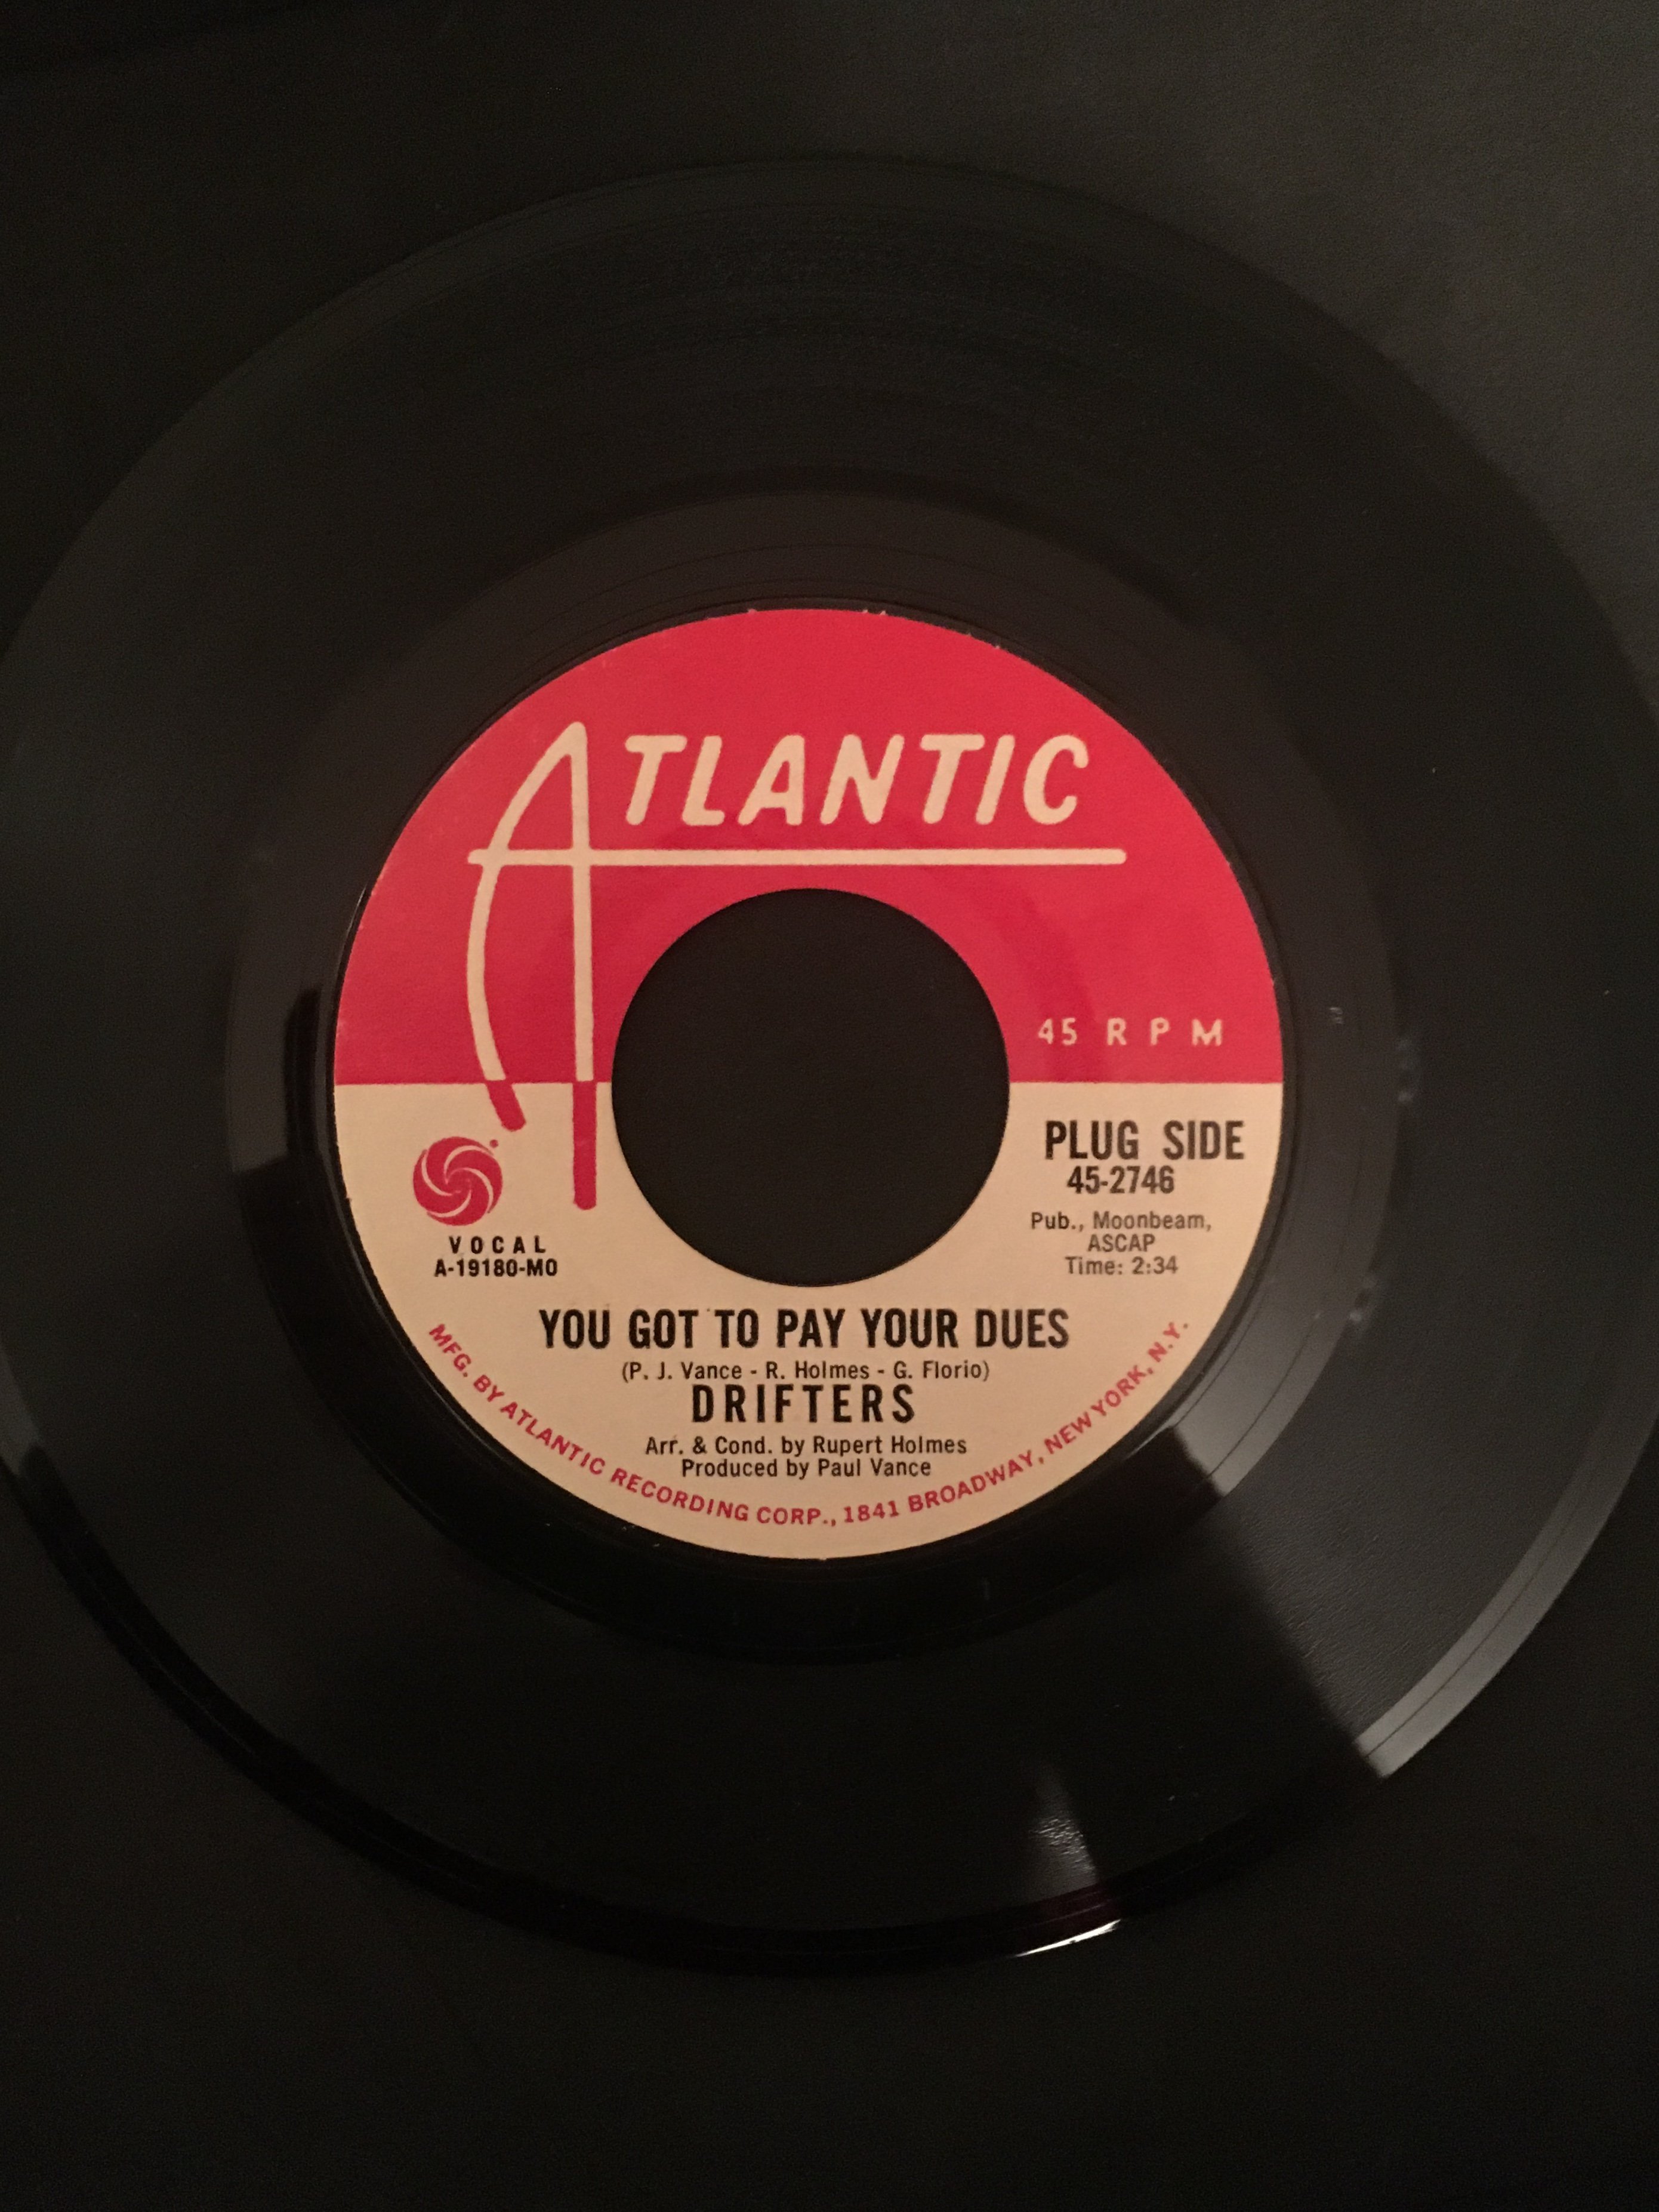 ATLANTIC
45 RPM
PLUG SIDE
45-2746
Pub., Moonbeam,
ASCAP
Time: 2:34
VOCAL
A-19180-MO
YOU GOT TO PAY YOUR DUES
(P. J. Vance - R. Holmes - G. Florio)
DRIFTERS
Arr. & Cond. by Rupert Holmes
Produced by Paul Vance
MFG. BY ATLANTIC RECORDING CORP., 1841 BROADWAY, NEW YORK, N.Y.